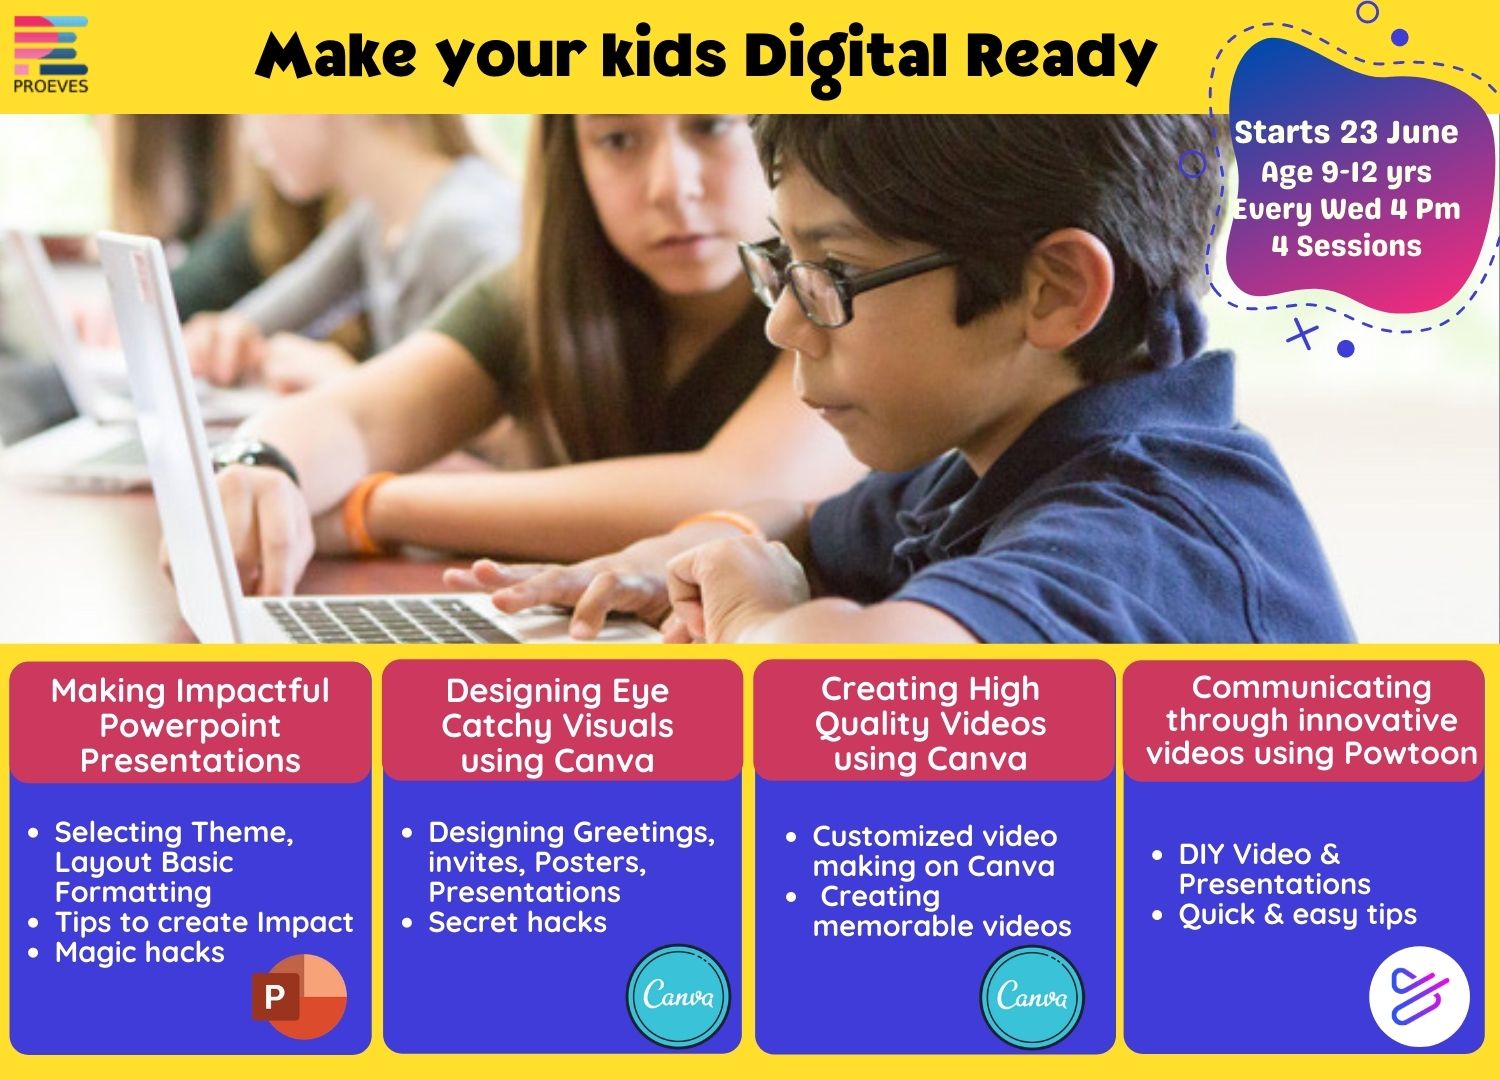 PROEVES
Make your kids Digital Ready
Starts 23 June
Age 9-12 yrs
Every Wed 4 Pm
4 Sessions
Making Impactful
Powerpoint
Presentations
• Selecting Theme,
Layout Basic
Formatting
• Tips to create Impact
• Magic hacks
P
Designing Eye
Catchy Visuals
using Canva
• Designing Greetings,
invites, Posters,
Presentations
• Secret hacks
Canva
Creating High
Quality Videos
using Canva
• Customized video
making on Canva
• Creating
memorable videos
Canva
Communicating
through innovative
videos using Powtoon
• DIY Video &
Presentations
• Quick & easy tips